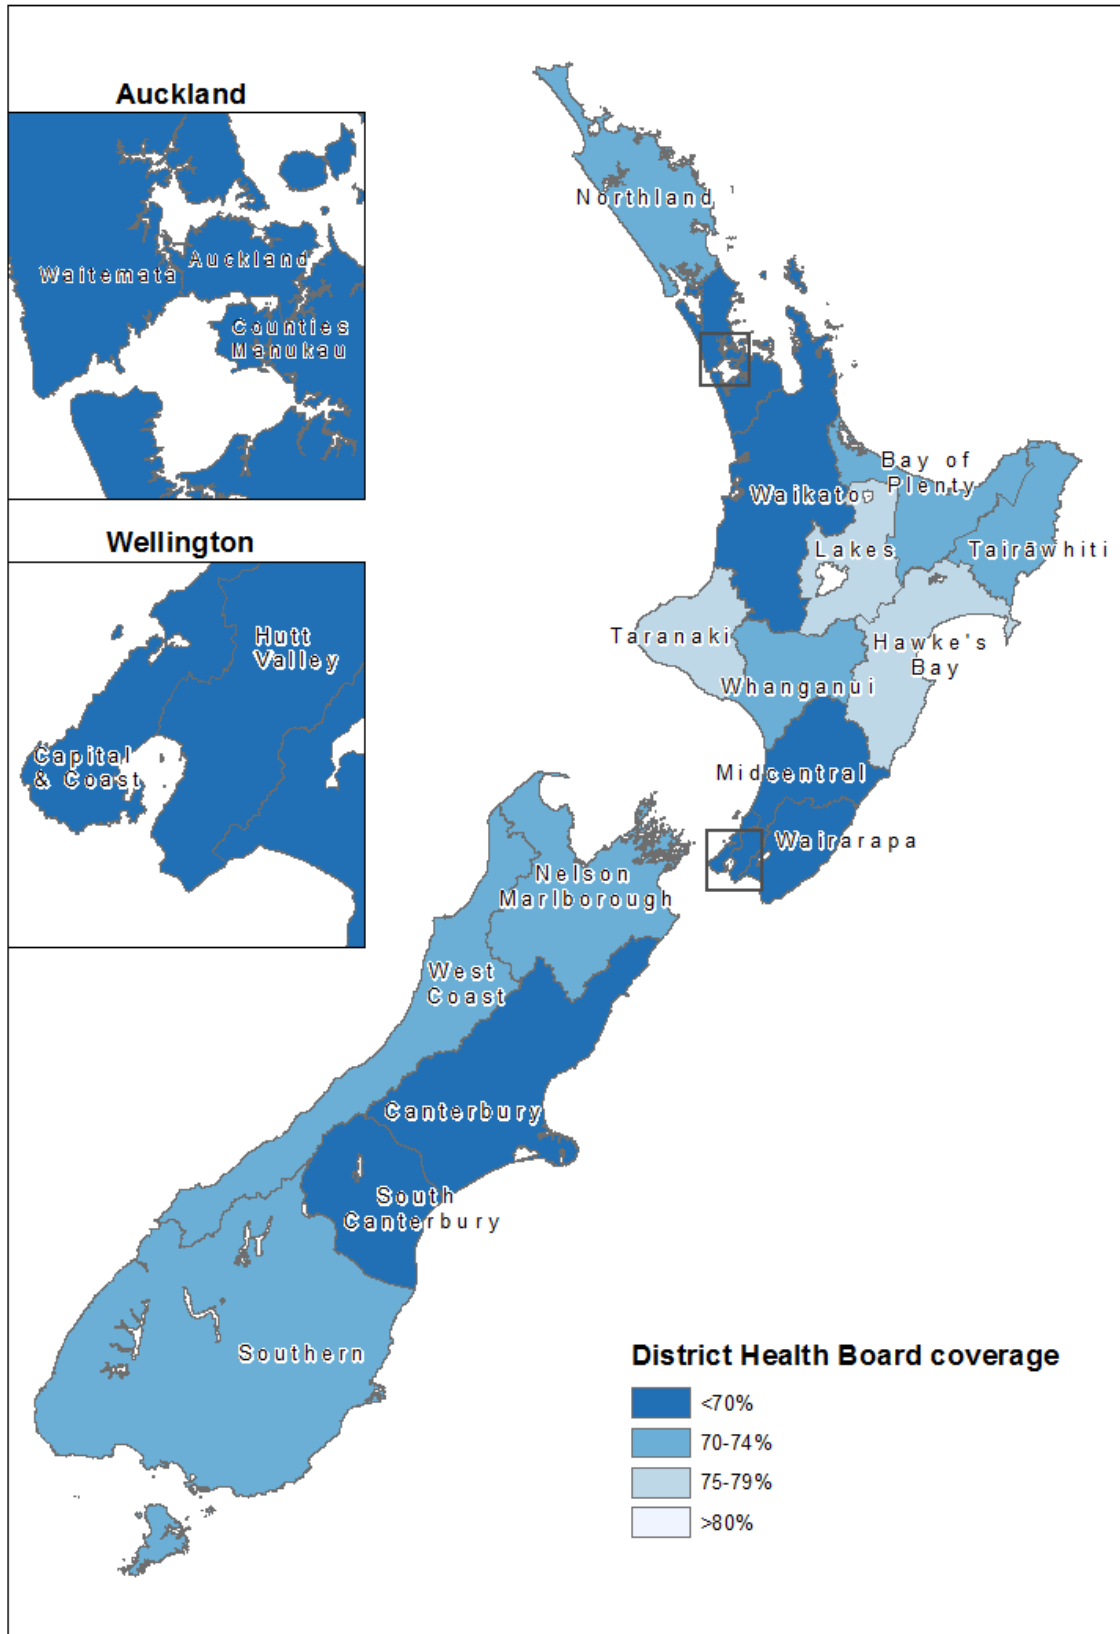 Auckland
Waitemata
Auckland
Counties
Manukau
Wellington
Hutt
Valley
Capital
& Coast
Northland
Bay of
Plenty
Waikato
Lakes
Tairāwhiti
Taranaki
Hawke's
Bay
Whanganui
Midcentral
Wairarapa
Nelson
Marlborough
West
Coast
Canterbury
South
Canterbury
Southern
District Health Board coverage
<70%
70-74%
75-79%
>80%